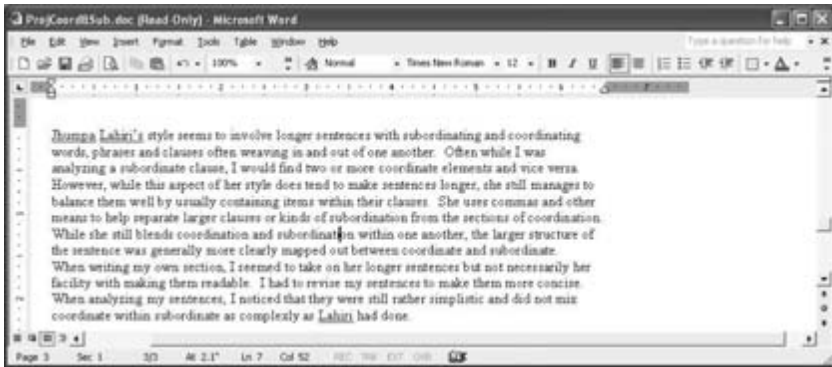 ProjCoordISub.doc (Read-Only) - Microsoft Word
File Edit View Insert Format Tools Table Window Help Type a question for help
100% Normal Times New Roman 12 B I U
1 2 3 4 5 6 7
Jhumpa Lahiri's style seems to involve longer sentences with subordinating and coordinating
words, phrases and clauses often weaving in and out of one another. Often while I was
analyzing a subordinate clause, I would find two or more coordinate elements and vice versa.
However, while this aspect of her style does tend to make sentences longer, she still manages to
balance them well by usually containing items within their clauses. She uses commas and other
means to help separate larger clauses or kinds of subordination from the sections of coordination.
While she still blends coordination and subordination within one another, the larger structure of
the sentence was generally more clearly mapped out between coordinate and subordinate.
When writing my own section, I seemed to take on her longer sentences but not necessarily her
facility with making them readable. I had to revise my sentences to make them more concise.
When analyzing my sentences, I noticed that they were still rather simplistic and did not mix
coordinate within subordinate as complexly as Lahiri had done.
Page 3 Sec 1 3/3 At 2.1" Ln 7 Col 52 REC TRK EXT OVR